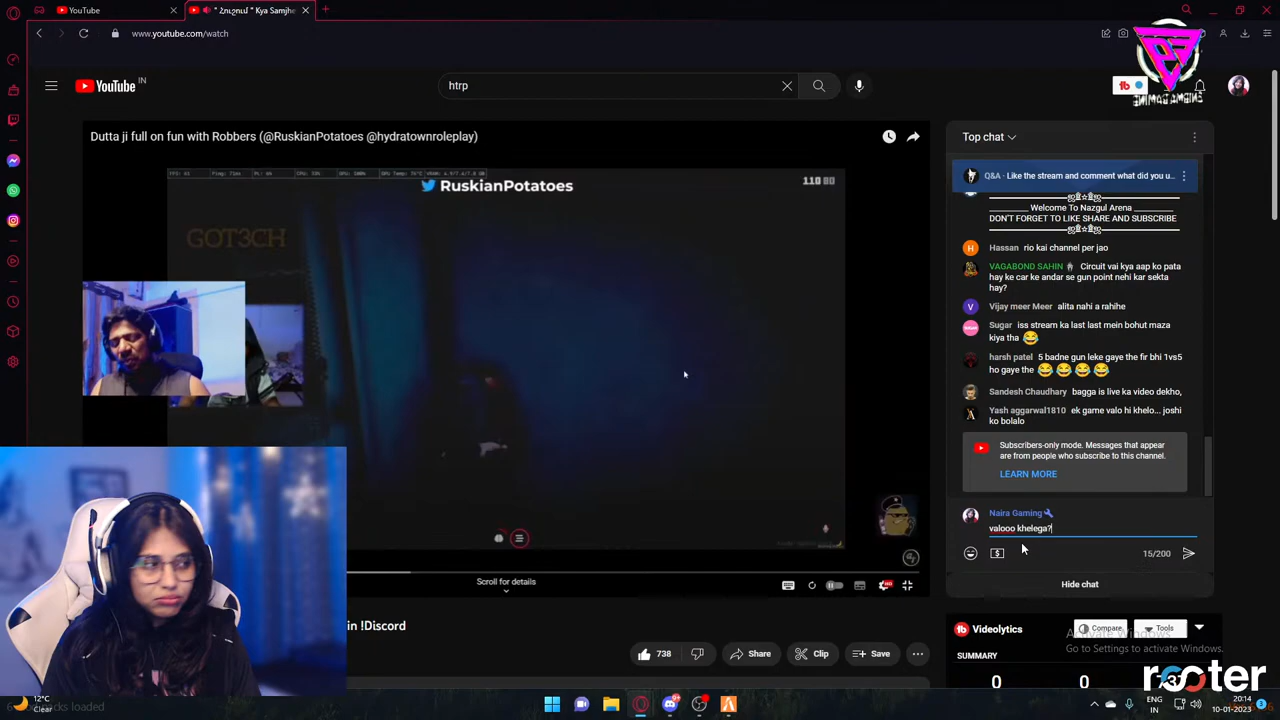 YouTube
" Հուշում " Kya Samjhe
www.youtube.com/watch
YouTube IN
htrp
Dutta ji full on fun with Robbers (@RuskianPotatoes @hydratownroleplay)
RuskianPotatoes
110
GOT3CH
Scroll for details
in !Discord
738
Share
Clip
Save
Top chat
Q&A · Like the stream and comment what did you u...
Welcome To Nazgul Arena
DON'T FORGET TO LIKE SHARE AND SUBSCRIBE
Hassan rio kai channel per jao
VAGABOND SAHIN Circuit vai kya aap ko pata
hay ke car ke andar se gun point nehi kar sekta
hay?
Vijay meer Meer alita nahi a rahihe
Sugar iss stream ka last last mein bohut maza
kiya tha 😂
harsh patel 5 badne gun leke gaye the fir bhi 1vs5
ho gaye the 😂😂😂😂
Sandesh Chaudhary bagga is live ka video dekho,
Yash aggarwal1810 ek game valo hi khelo... joshi
ko bolalo
Subscribers-only mode. Messages that appear
are from people who subscribe to this channel.
LEARN MORE
Naira Gaming
valooo khelega?
15/200
Hide chat
Videolytics
Compare
Tools
SUMMARY
0
0
Activate Windows
Go to Settings to activate Windows.
rooter
12°C
Clear
packs loaded
ENG
IN
20:14
10-01-2023